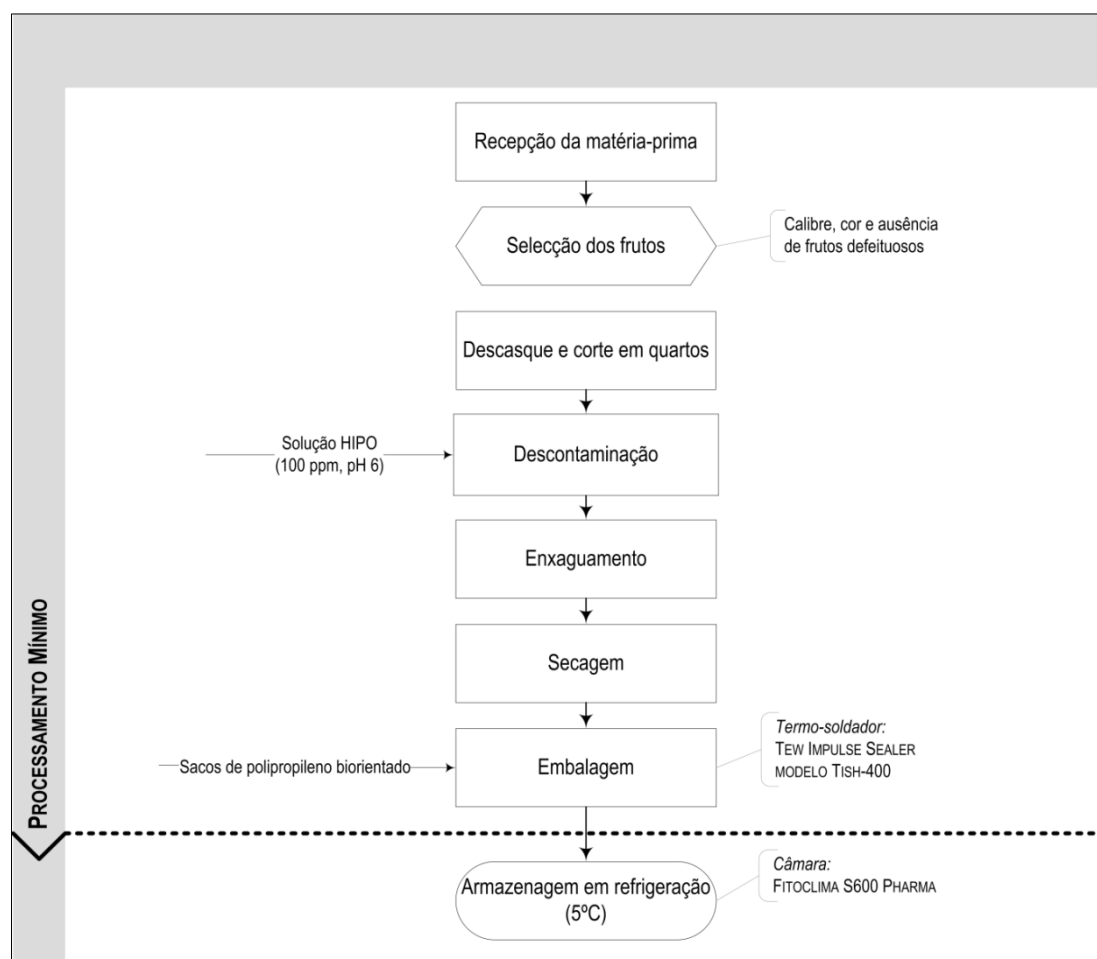 Recepção da matéria-prima
Selecção dos frutos
Calibre, cor e ausência
de frutos defeituosos
Descasque e corte em quartos
Solução HIPO
(100 ppm, pH 6)
Descontaminação
Enxaguamento
Secagem
Sacos de polipropileno biorientado
Embalagem
Termo-soldador:
TEW IMPULSE SEALER
MODELO TISH-400
PROCESSAMENTO MÍNIMO
Armazenagem em refrigeração
(5ºC)
Câmara:
FITOCLIMA S600 PHARMA